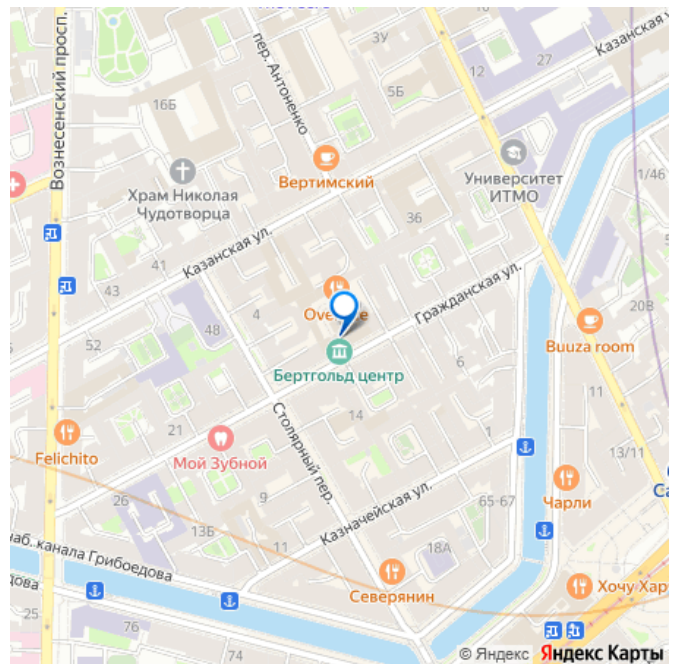 Вознесенский просп.
пер. Антоненко
3У
12
27
Казанская
5Б
16Б
Вертимский
Университет
ИТМО
1/46
Храм Николая
Чудотворца
36
Казанская ул.
41
43
Гражданская ул.
20В
4
48
Buuza room
52
Бертгольд центр
6
11
14
Столярный пер.
21
1
Felichito
Мой Зубной
13/11
9
Чарли
26
65-67
Казначейская ул.
13Б
11
18А
наб. канала Грибоедова
Северянин
Хочу Хар
25
76
74
© Яндекс Яндекс Карты